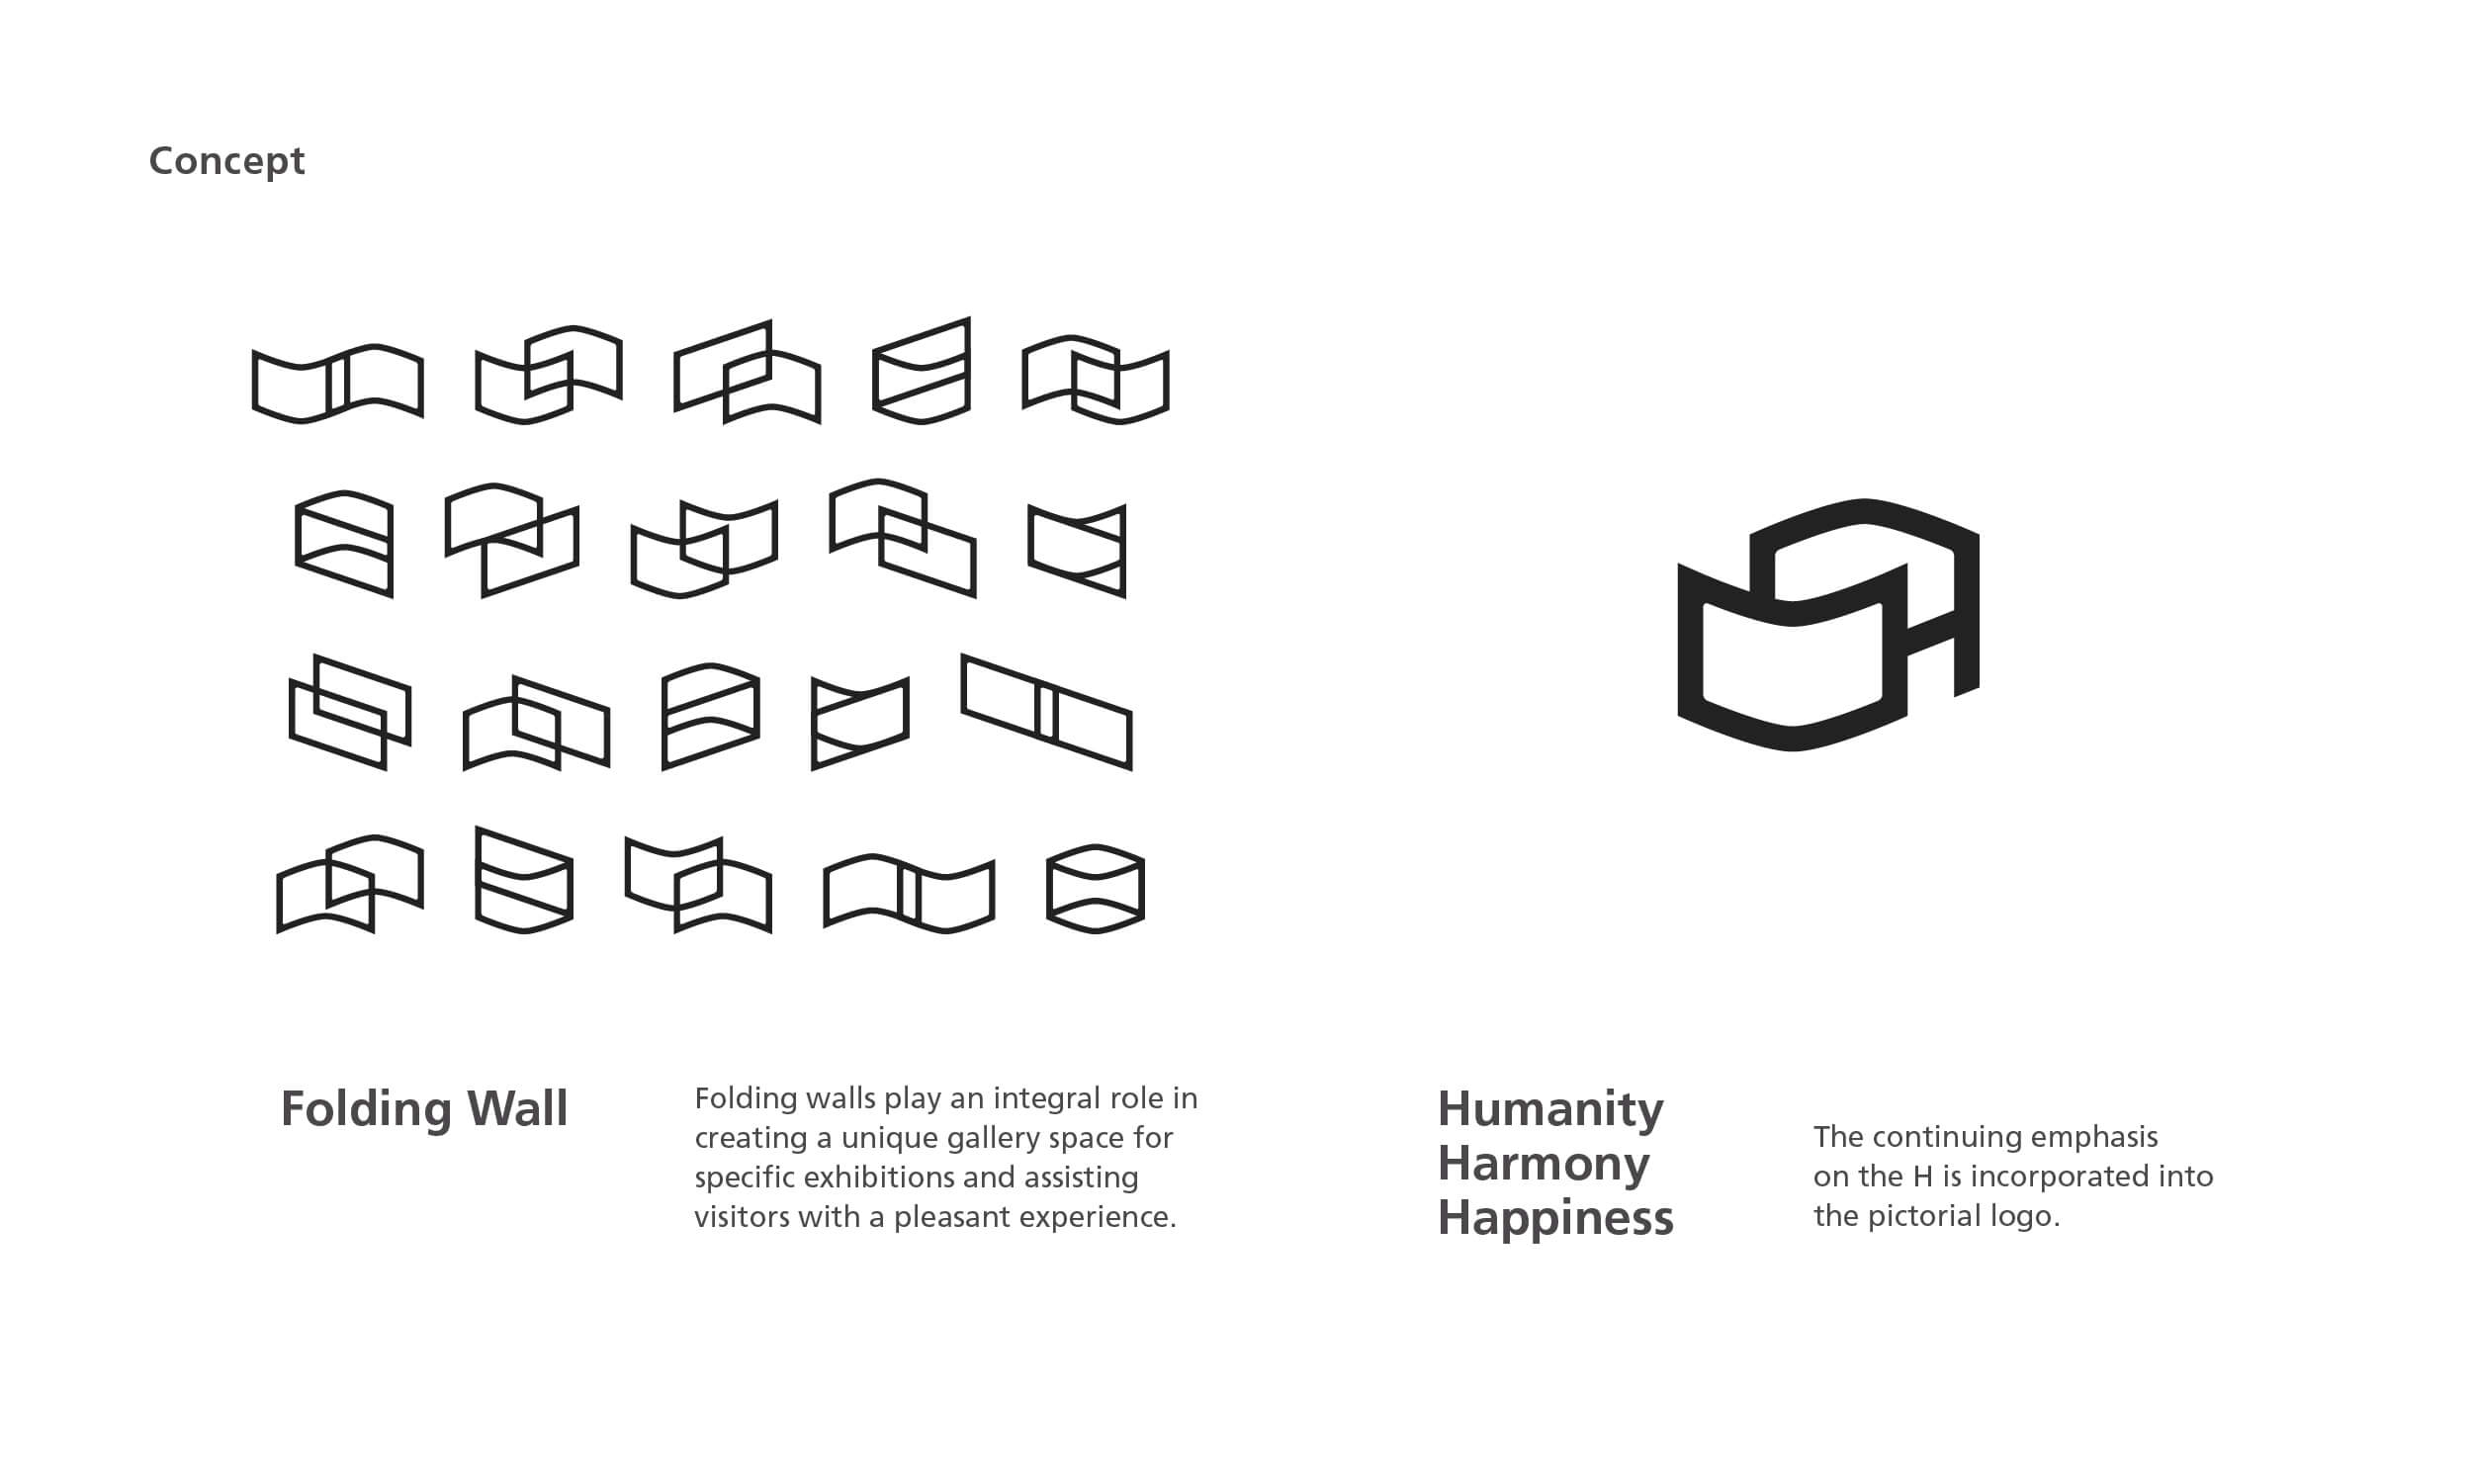 Concept
Folding Wall
Folding walls play an integral role in
creating a unique gallery space for
specific exhibitions and assisting
visitors with a pleasant experience.
Humanity
Harmony
Happiness
The continuing emphasis
on the H is incorporated into
the pictorial logo.